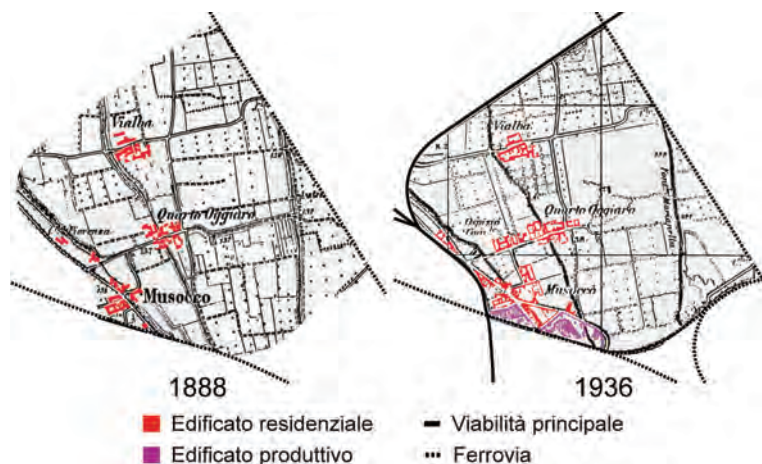 Vialba
Quarto Oggiaro
Musocco
Vialba
Quarto Oggiaro
Musocco
1888
1936
Edificato residenziale
Viabilità principale
Edificato produttivo
Ferrovia